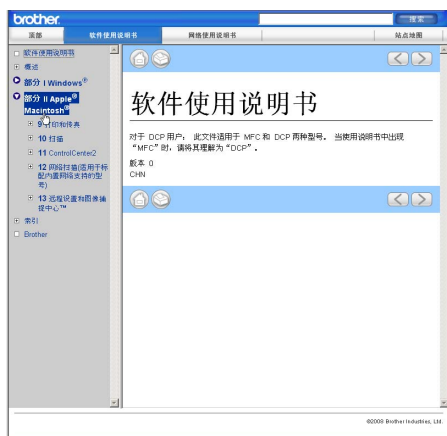 brother
搜索
顶部
软件使用说明书
网络使用说明书
站点地图
软件使用说明书
概述
部分 I Windows®
部分 II Apple®
Macintosh®
9 打印和传真
10 扫描
11 ControlCenter2
12 网络扫描(适用于标
配内置网络支持的型
号)
13 远程设置和图像捕
捉中心™
索引
Brother
软件使用说明书
对于 DCP 用户， 此文件适用于 MFC 和 DCP 两种型号。 当使用说明书中出现
“MFC” 时，请将其理解为“DCP”。
版本 0
CHN
©2008 Brother Industries, Ltd.